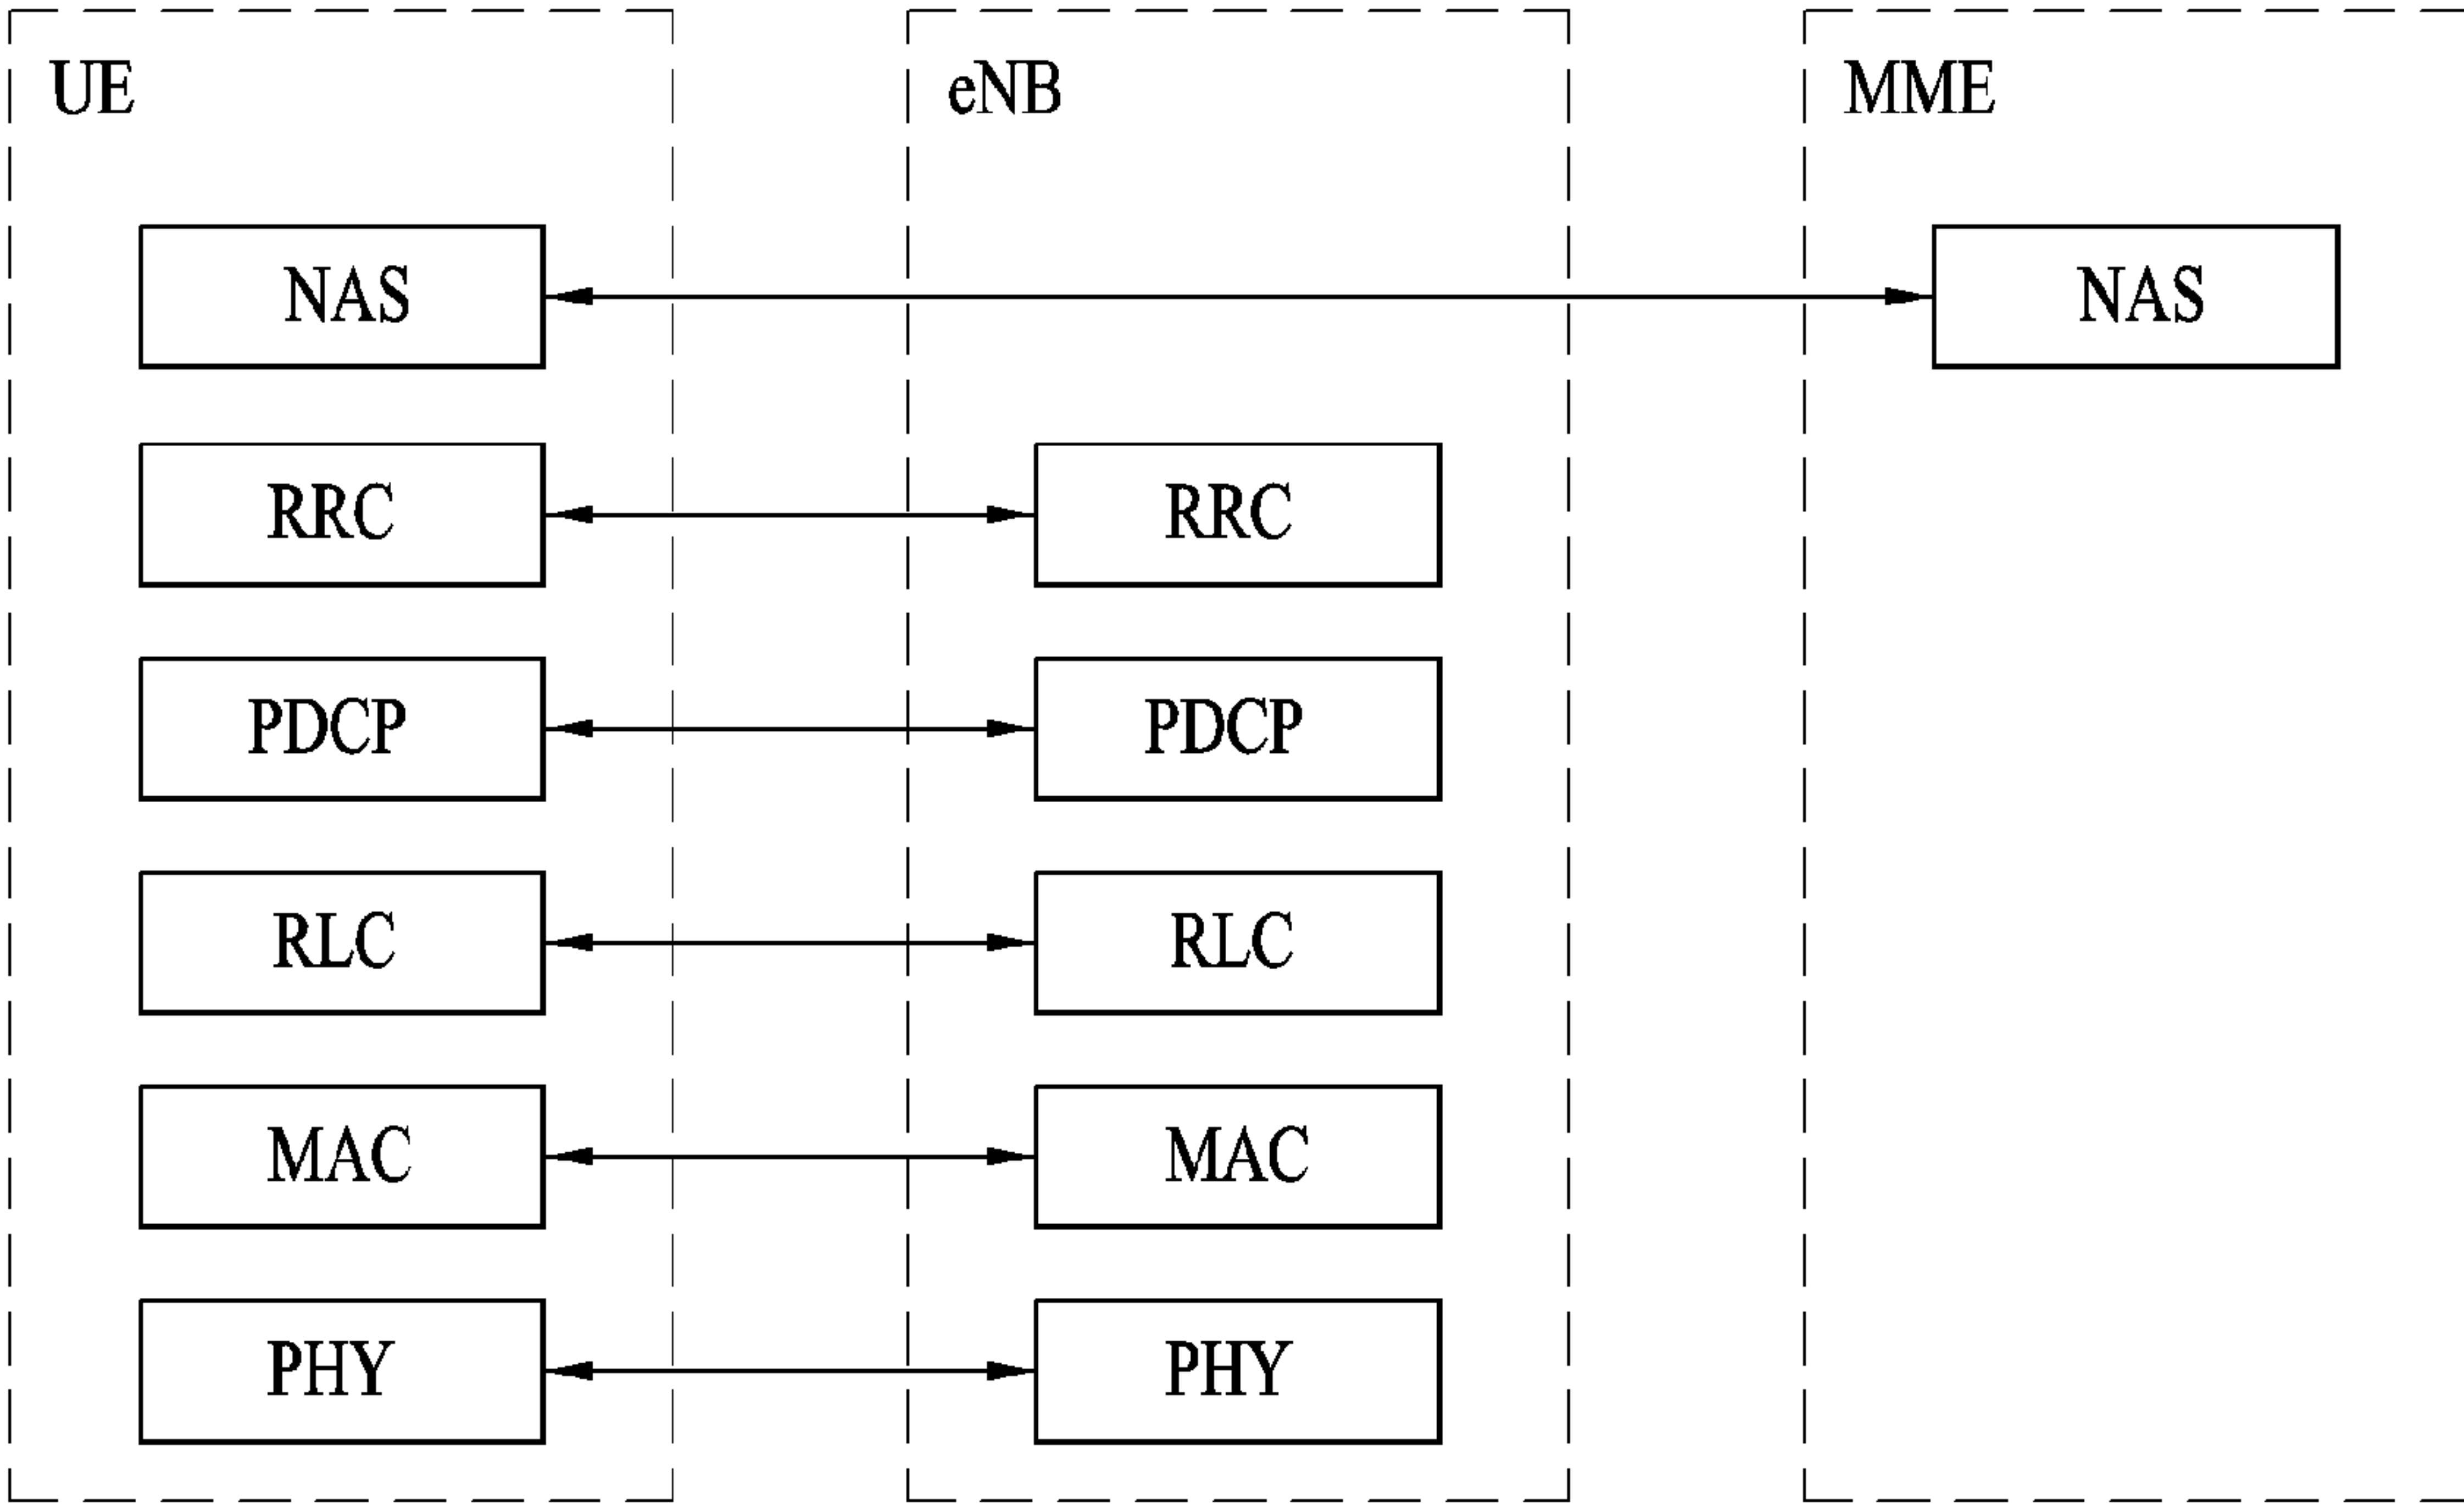 UE eNB MME
NAS NAS
RRC RRC
PDCP PDCP
RLC RLC
MAC MAC
PHY PHY